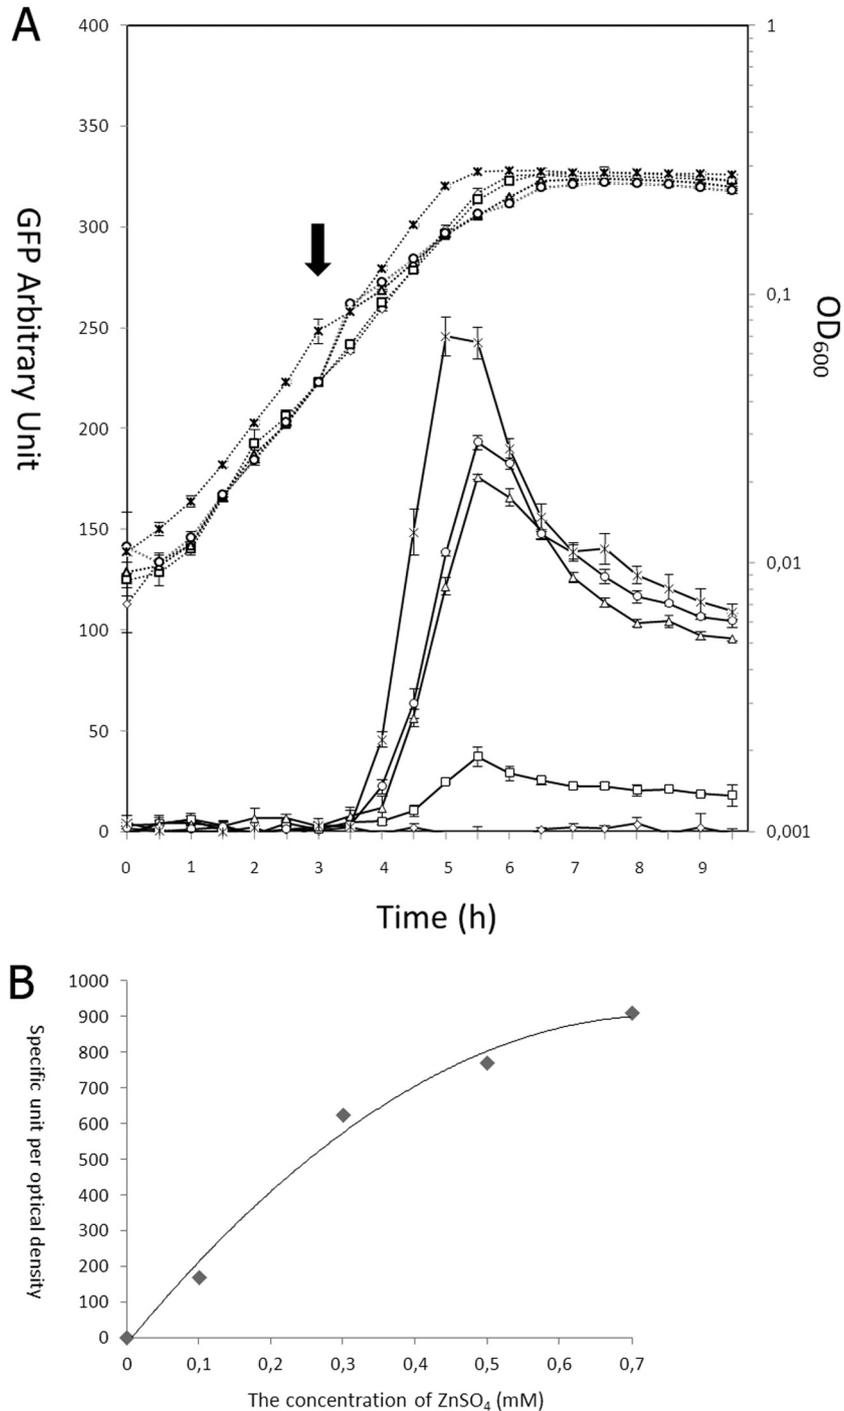 A
400
350
300
250
200
150
100
50
0
GFP Arbitrary Unit
1
0,1
0,01
0,001
OD600
0 1 2 3 4 5 6 7 8 9
Time (h)
B
1000
900
800
700
600
500
400
300
200
100
0
Specific unit per optical density
0 0,1 0,2 0,3 0,4 0,5 0,6 0,7
The concentration of ZnSO4 (mM)